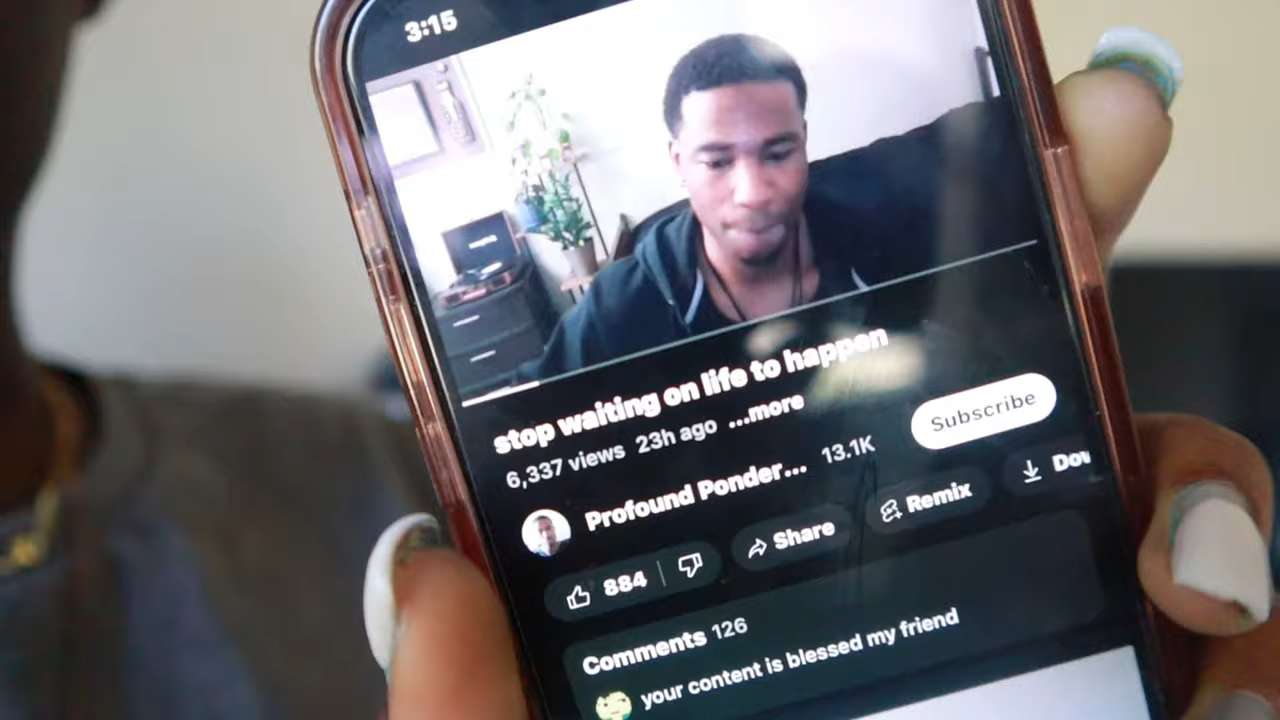 3:15
stop waiting on life to happen
6,337 views 23h ago ...more
Profound Ponder... 13.1K Subscribe
884 Share Remix Dov
Comments 126
your content is blessed my friend